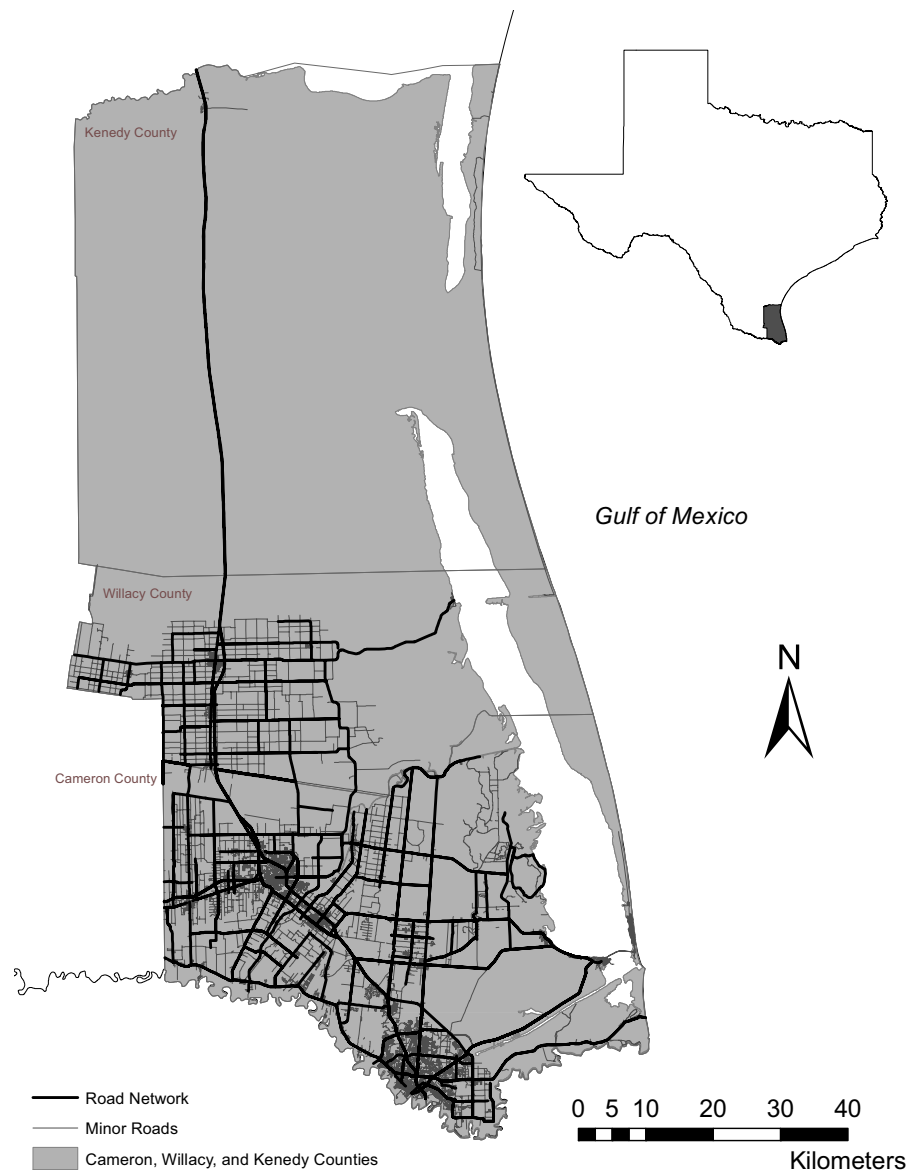 Kenedy County
Gulf of Mexico
Willacy County
N
Cameron County
Road Network
Minor Roads
Cameron, Willacy, and Kenedy Counties
0 5 10 20 30 40
Kilometers